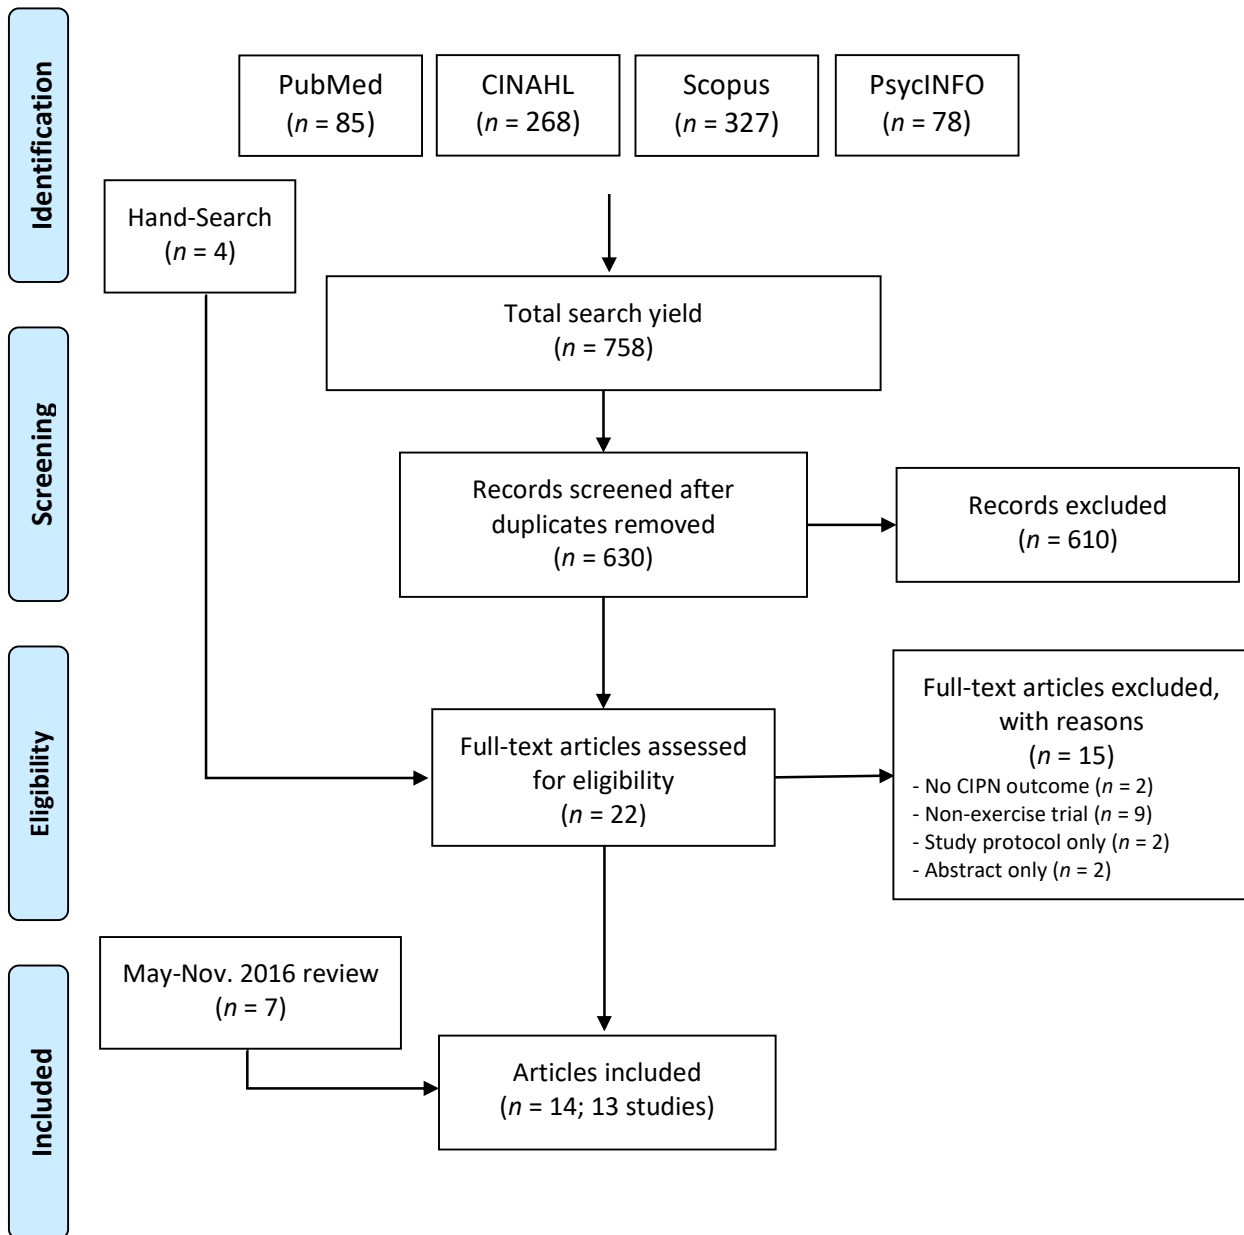 Identification
PubMed
(n = 85)
CINAHL
(n = 268)
Scopus
(n = 327)
PsycINFO
(n = 78)
Hand-Search
(n = 4)
Total search yield
(n = 758)
Screening
Records screened after
duplicates removed
(n = 630)
Records excluded
(n = 610)
Eligibility
Full-text articles assessed
for eligibility
(n = 22)
Full-text articles excluded,
with reasons
(n = 15)
- No CIPN outcome (n = 2)
- Non-exercise trial (n = 9)
- Study protocol only (n = 2)
- Abstract only (n = 2)
Included
May-Nov. 2016 review
(n = 7)
Articles included
(n = 14; 13 studies)